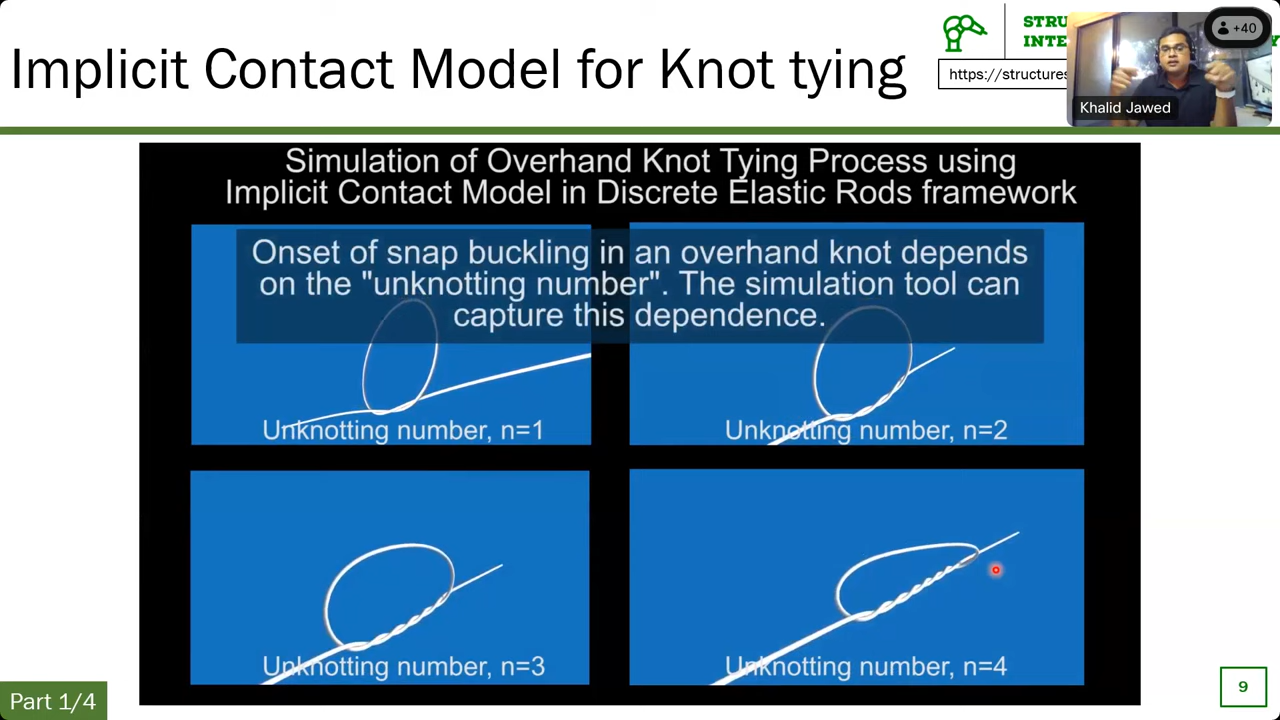 Implicit Contact Model for Knot tying
STRU
INTE
https://structures
+40
Khalid Jawed
Simulation of Overhand Knot Tying Process using
Implicit Contact Model in Discrete Elastic Rods framework
Onset of snap buckling in an overhand knot depends
on the "unknotting number". The simulation tool can
capture this dependence.
Unknotting number, n=1
Unknotting number, n=2
Unknotting number, n=3
Unknotting number, n=4
Part 1/4
9